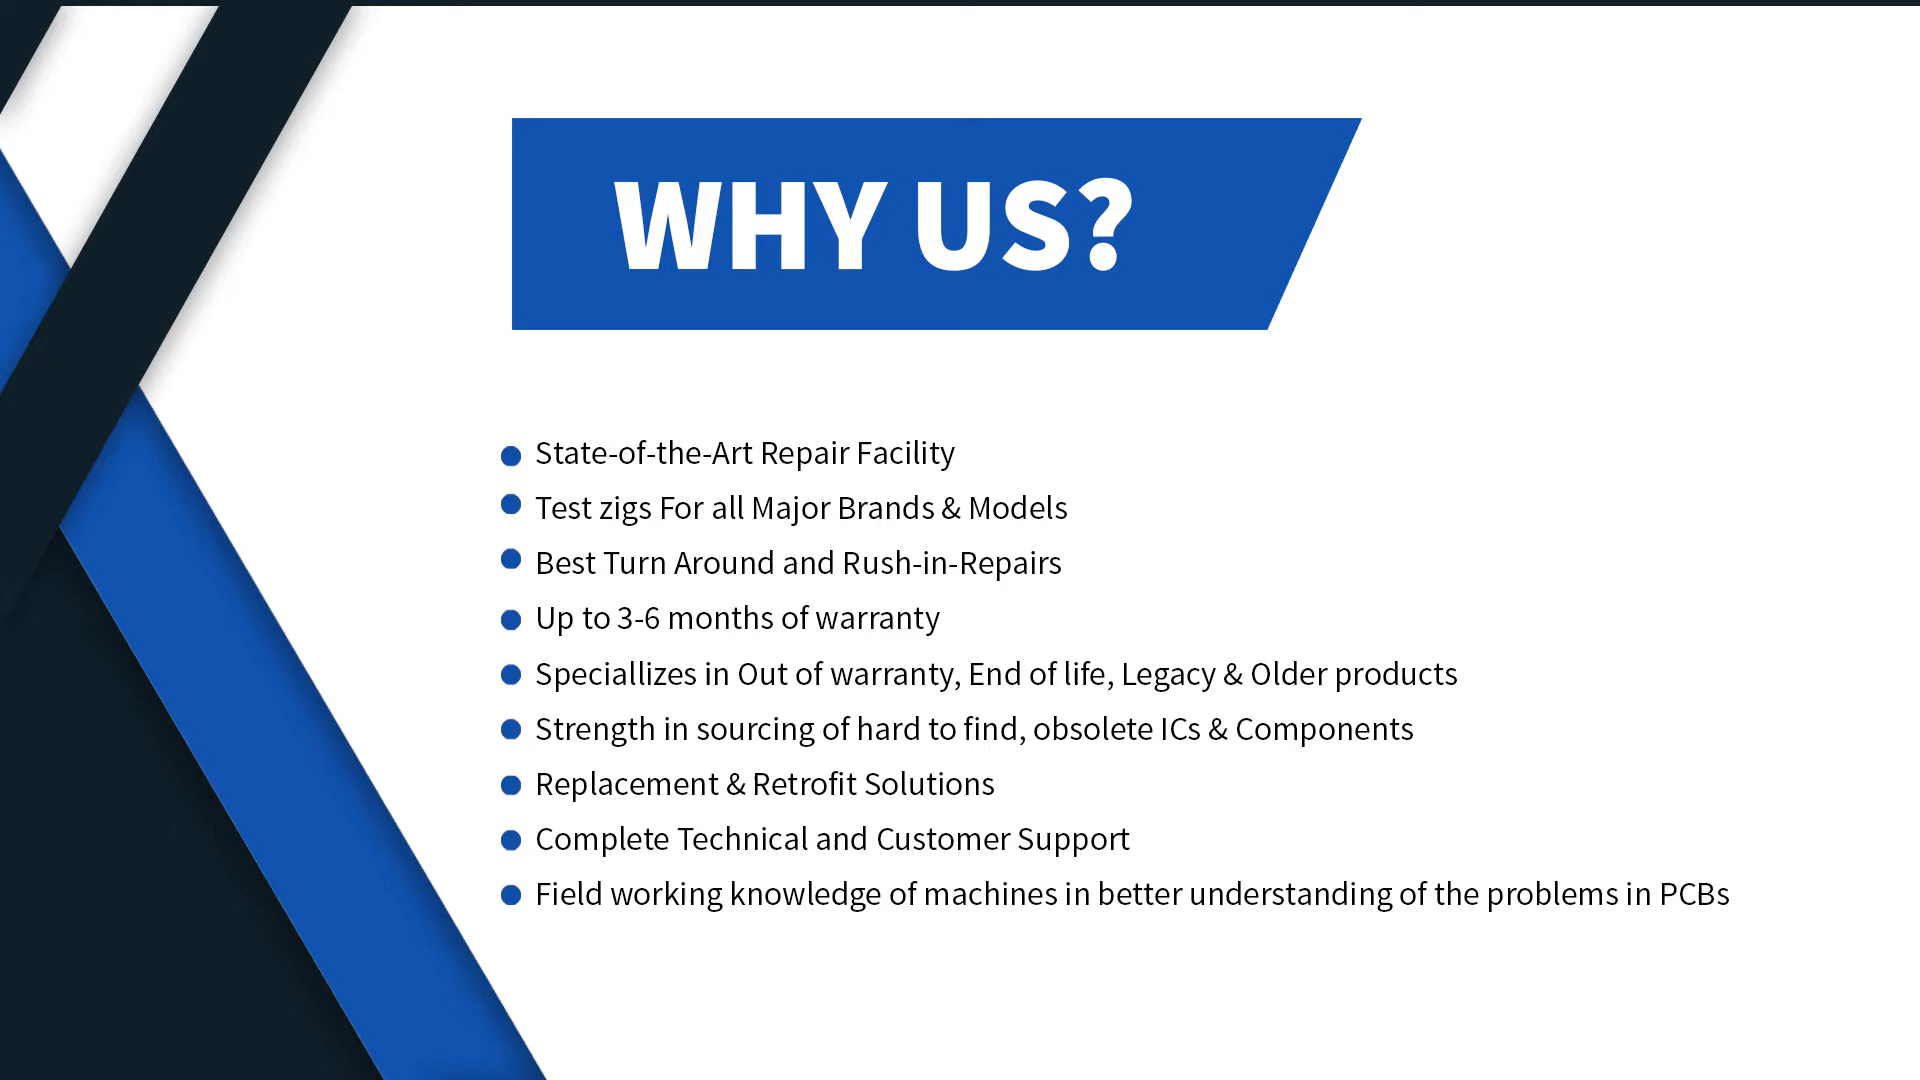 WHY US?
State-of-the-Art Repair Facility
Test zigs For all Major Brands & Models
Best Turn Around and Rush-in-Repairs
Up to 3-6 months of warranty
Speciallizes in Out of warranty, End of life, Legacy & Older products
Strength in sourcing of hard to find, obsolete ICs & Components
Replacement & Retrofit Solutions
Complete Technical and Customer Support
Field working knowledge of machines in better understanding of the problems in PCBs